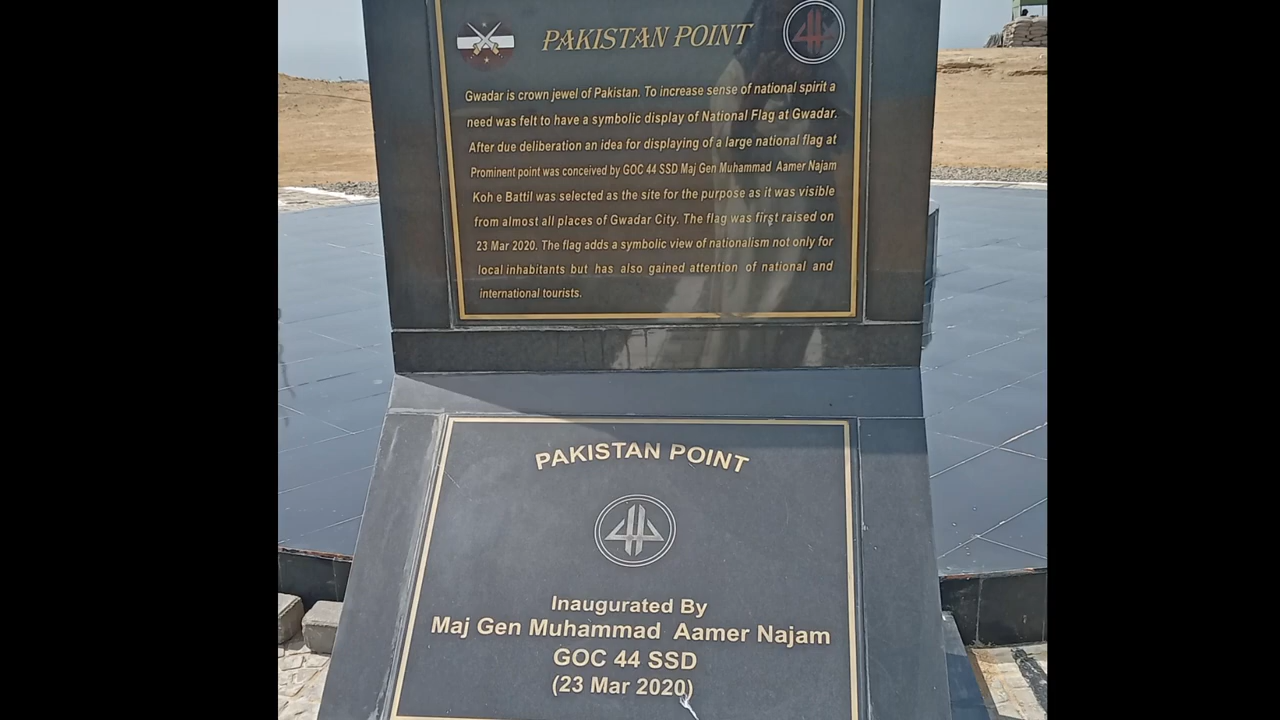 PAKISTAN POINT
Gwadar is crown jewel of Pakistan. To increase sense of national spirit a
need was felt to have a symbolic display of National Flag at Gwadar.
After due deliberation an idea for displaying of a large national flag at
Prominent point was conceived by GOC 44 SSD Maj Gen Muhammad Aamer Najam
Koh e Battil was selected as the site for the purpose as it was visible
from almost all places of Gwadar City. The flag was first raised on
23 Mar 2020. The flag adds a symbolic view of nationalism not only for
local inhabitants but has also gained attention of national and
international tourists.
PAKISTAN POINT
44
Inaugurated By
Maj Gen Muhammad Aamer Najam
GOC 44 SSD
(23 Mar 2020)